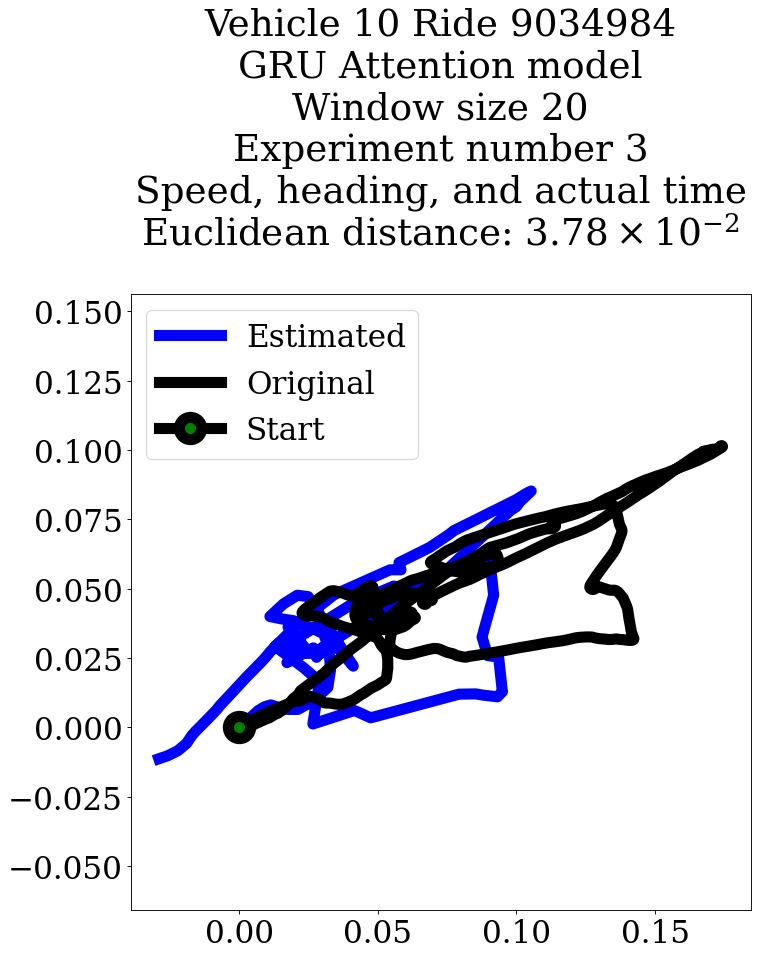 Vehicle 10 Ride 9034984
GRU Attention model
Window size 20
Experiment number 3
Speed, heading, and actual time
Euclidean distance: 3.78 × 10⁻²
0.150
0.125
0.100
0.075
0.050
0.025
0.000
−0.025
−0.050
Estimated
Original
Start
0.00 0.05 0.10 0.15